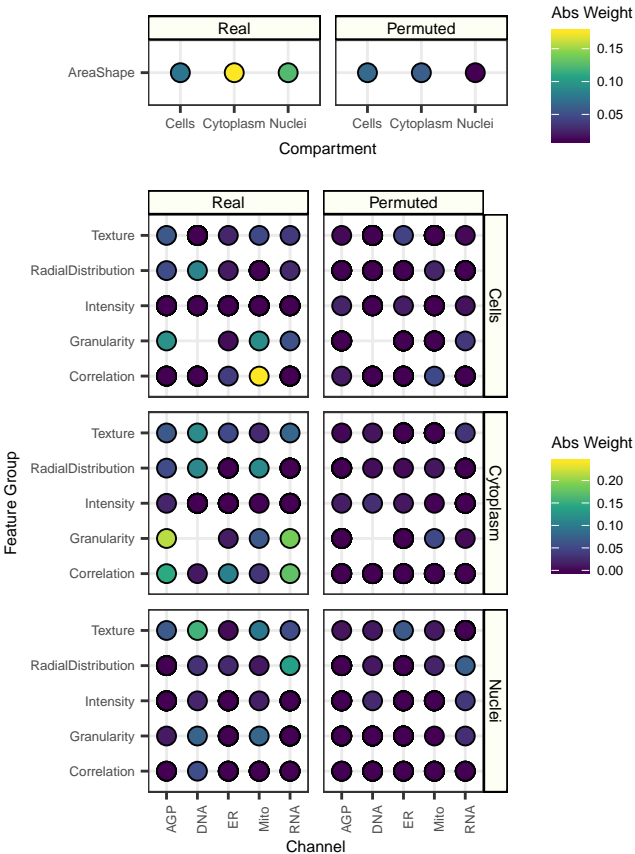 Real
Permuted
AreaShape
Cells
Cytoplasm
Nuclei
Cells
Cytoplasm
Nuclei
Compartment
Abs Weight
0.15
0.10
0.05
Real
Permuted
Texture
RadialDistribution
Intensity
Granularity
Correlation
Cells
Texture
RadialDistribution
Intensity
Granularity
Correlation
Cytoplasm
Texture
RadialDistribution
Intensity
Granularity
Correlation
Nuclei
Feature Group
AGP
DNA
ER
Mito
RNA
AGP
DNA
ER
Mito
RNA
Channel
Abs Weight
0.20
0.15
0.10
0.05
0.00